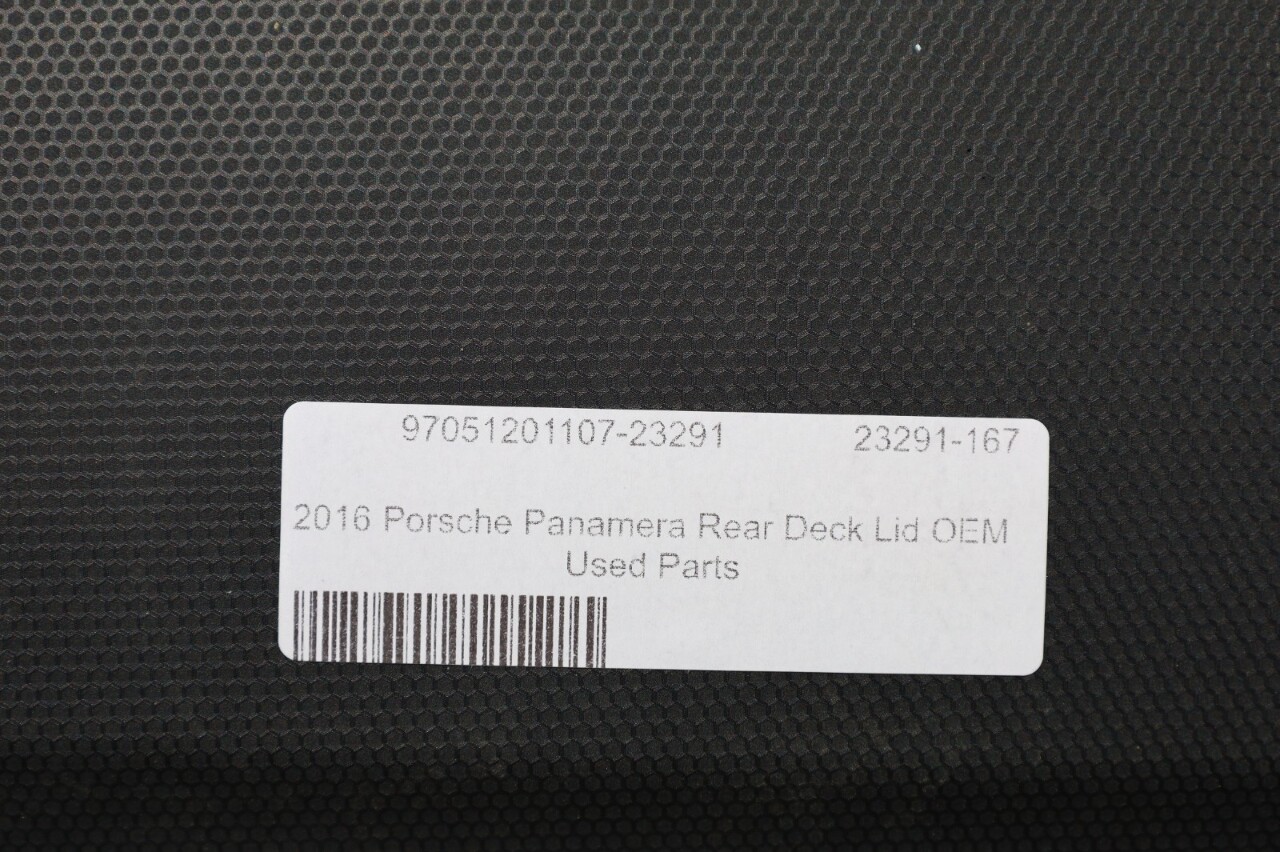 97051201107-23291 23291-167
2016 Porsche Panamera Rear Deck Lid OEM
Used Parts